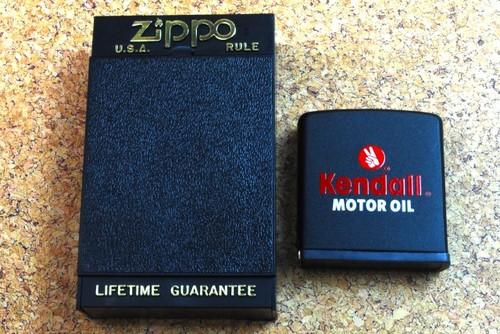 Zippo
U.S.A. RULE
LIFETIME GUARANTEE
Kendall
MOTOR OIL